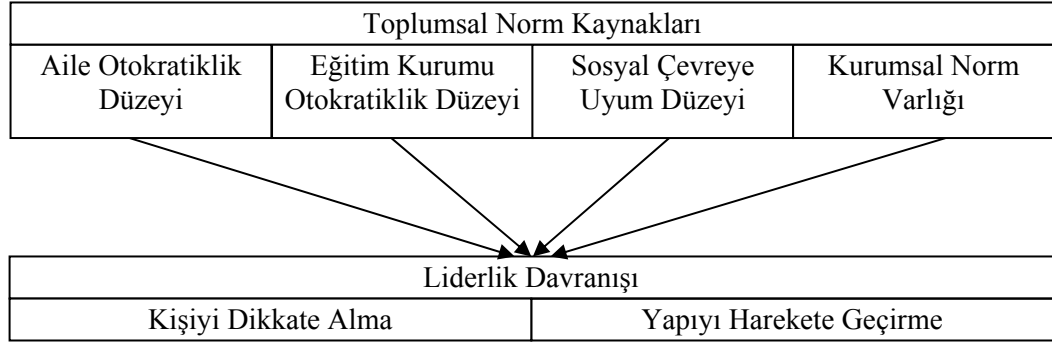 Toplumsal Norm Kaynakları
Aile Otokratiklik
Düzeyi
Eğitim Kurumu
Otokratiklik Düzeyi
Sosyal Çevreye
Uyum Düzeyi
Kurumsal Norm
Varlığı
Liderlik Davranışı
Kişiyi Dikkate Alma
Yapıyı Harekete Geçirme